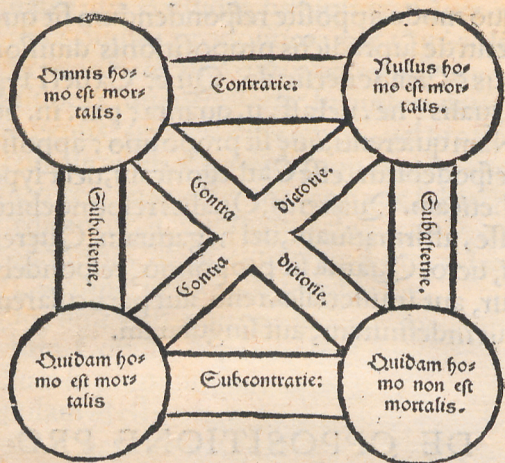 Omnis ho⸗
mo est mor⸗
talis.
Contrarie:
Nullus ho⸗
mo est mor⸗
talis.
Contra
dictorie.
Subalterne.
Subalterne.
Contra
dictorie.
Quidam ho⸗
mo est mor⸗
talis
Subcontrarie:
Quidam ho⸗
mo non est
mortalis.